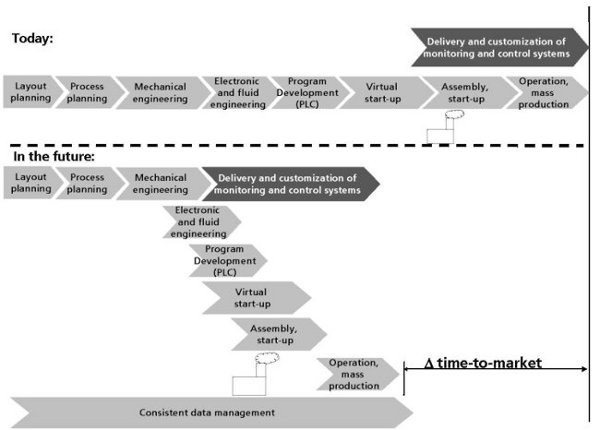 Today:
Delivery and customization of
monitoring and control systems
Layout
planning
Process
planning
Mechanical
engineering
Electronic
and fluid
engineering
Program
Development
(PLC)
Virtual
start-up
Assembly,
start-up
Operation,
mass
production
In the future:
Layout
planning
Process
planning
Mechanical
engineering
Delivery and customization of
monitoring and control systems
Electronic
and fluid
engineering
Program
Development
(PLC)
Virtual
start-up
Assembly,
start-up
Operation,
mass
production
Δ time-to-market
Consistent data management